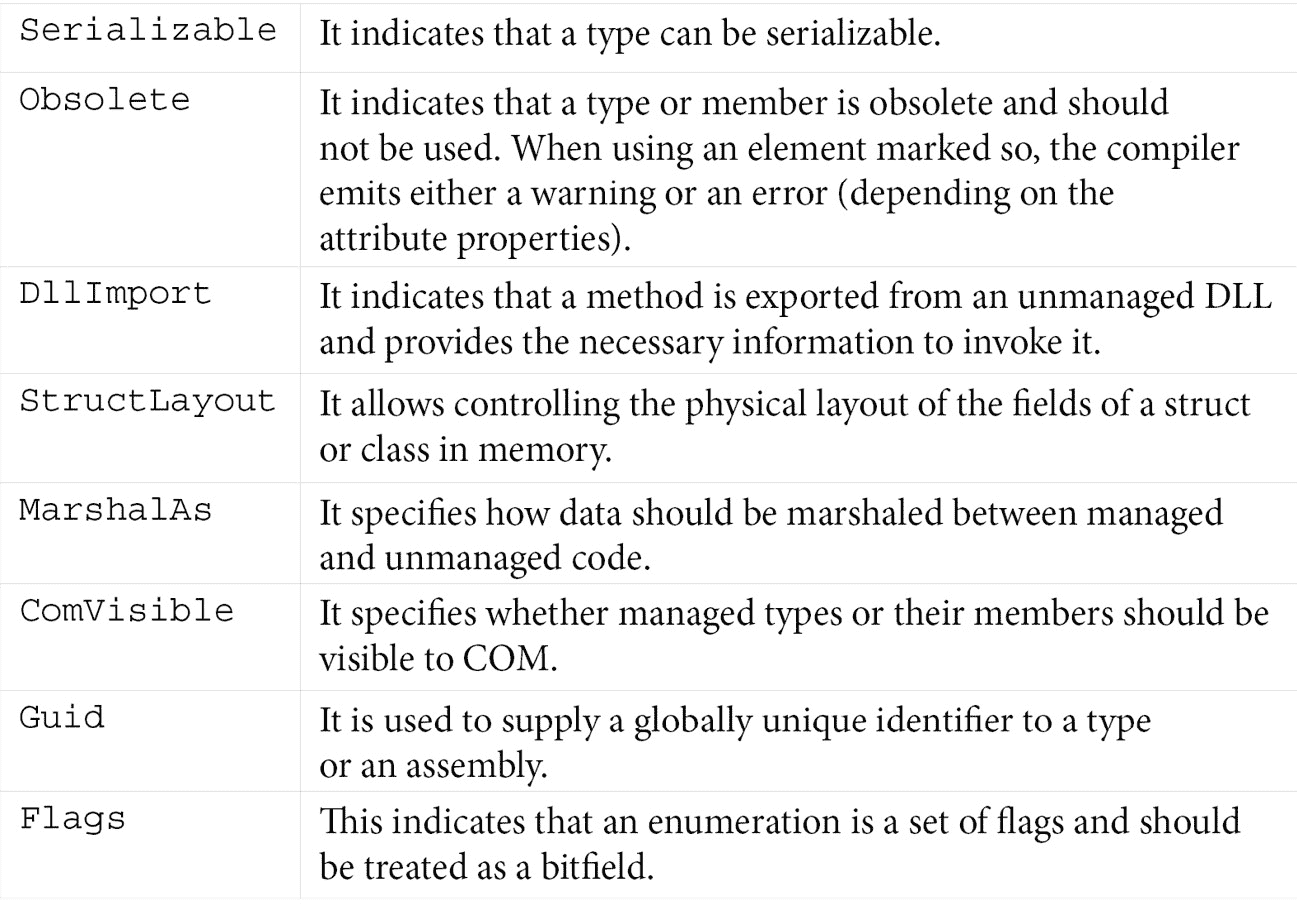 Serializable It indicates that a type can be serializable.
Obsolete It indicates that a type or member is obsolete and should
not be used. When using an element marked so, the compiler
emits either a warning or an error (depending on the
attribute properties).
DllImport It indicates that a method is exported from an unmanaged DLL
and provides the necessary information to invoke it.
StructLayout It allows controlling the physical layout of the fields of a struct
or class in memory.
MarshalAs It specifies how data should be marshaled between managed
and unmanaged code.
ComVisible It specifies whether managed types or their members should be
visible to COM.
Guid It is used to supply a globally unique identifier to a type
or an assembly.
Flags This indicates that an enumeration is a set of flags and should
be treated as a bitfield.